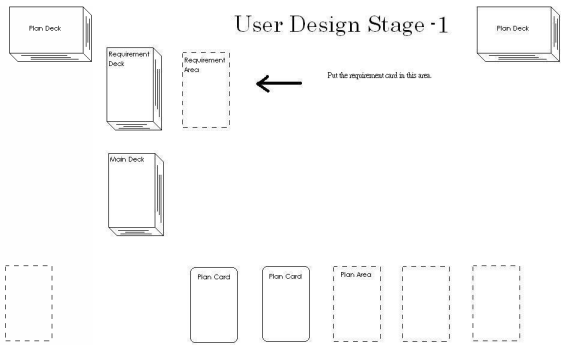 User Design Stage -1
Plan Deck
Plan Deck
Requirement
Deck
Requirement
Area
Put the requirement card in this area.
Main Deck
Plan Card
Plan Card
Plan Area